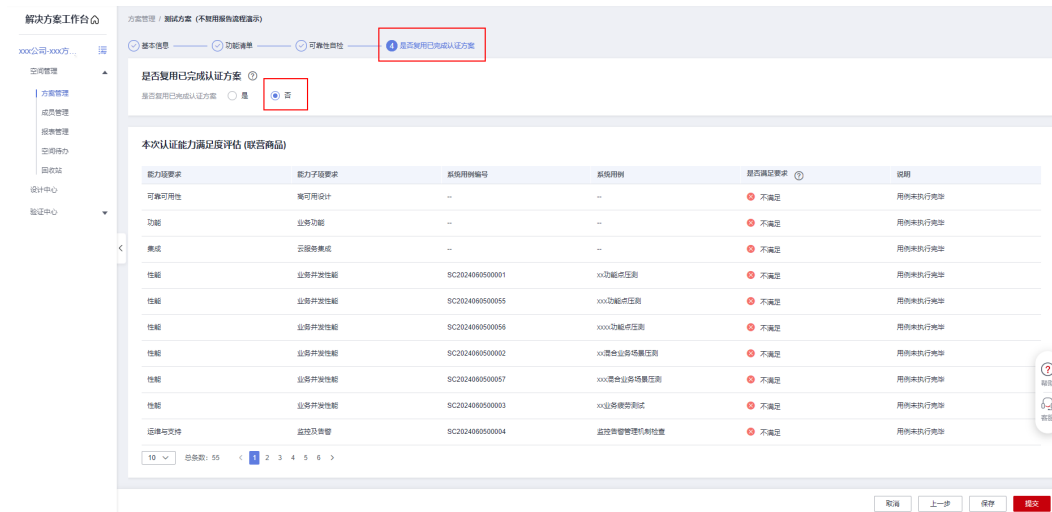 解决方案工作台
方案管理 / 测试方案（不复用报告流程演示）
基本信息
功能清单
可靠性自检
4 是否复用已完成认证方案
xxx公司-xxx方...
空间管理
方案管理
成员管理
报表管理
空间待办
回收站
设计中心
验证中心
是否复用已完成认证方案 ?
是否复用已完成认证方案 是 否
本次认证能力满足度评估 (联营商品)
能力项要求 能力子项要求 系统用例编号 系统用例 是否满足要求 ? 说明
可靠可用性 高可用设计 -- -- 不满足 用例未执行完毕
功能 业务功能 -- -- 不满足 用例未执行完毕
集成 云服务集成 -- -- 不满足 用例未执行完毕
性能 业务并发性能 SC2024060500001 xx功能点压测 不满足 用例未执行完毕
性能 业务并发性能 SC2024060500055 xxx功能点压测 不满足 用例未执行完毕
性能 业务并发性能 SC2024060500056 xxxx功能点压测 不满足 用例未执行完毕
性能 业务并发性能 SC2024060500002 xx混合业务场景压测 不满足 用例未执行完毕
性能 业务并发性能 SC2024060500057 xxx混合业务场景压测 不满足 用例未执行完毕
性能 业务并发性能 SC2024060500003 xx业务疲劳测试 不满足 用例未执行完毕
运维与支持 监控及告警 SC2024060500004 监控告警管理机制检查 不满足 用例未执行完毕
10 总条数: 55 < 1 2 3 4 5 6 >
取消 上一步 保存 提交